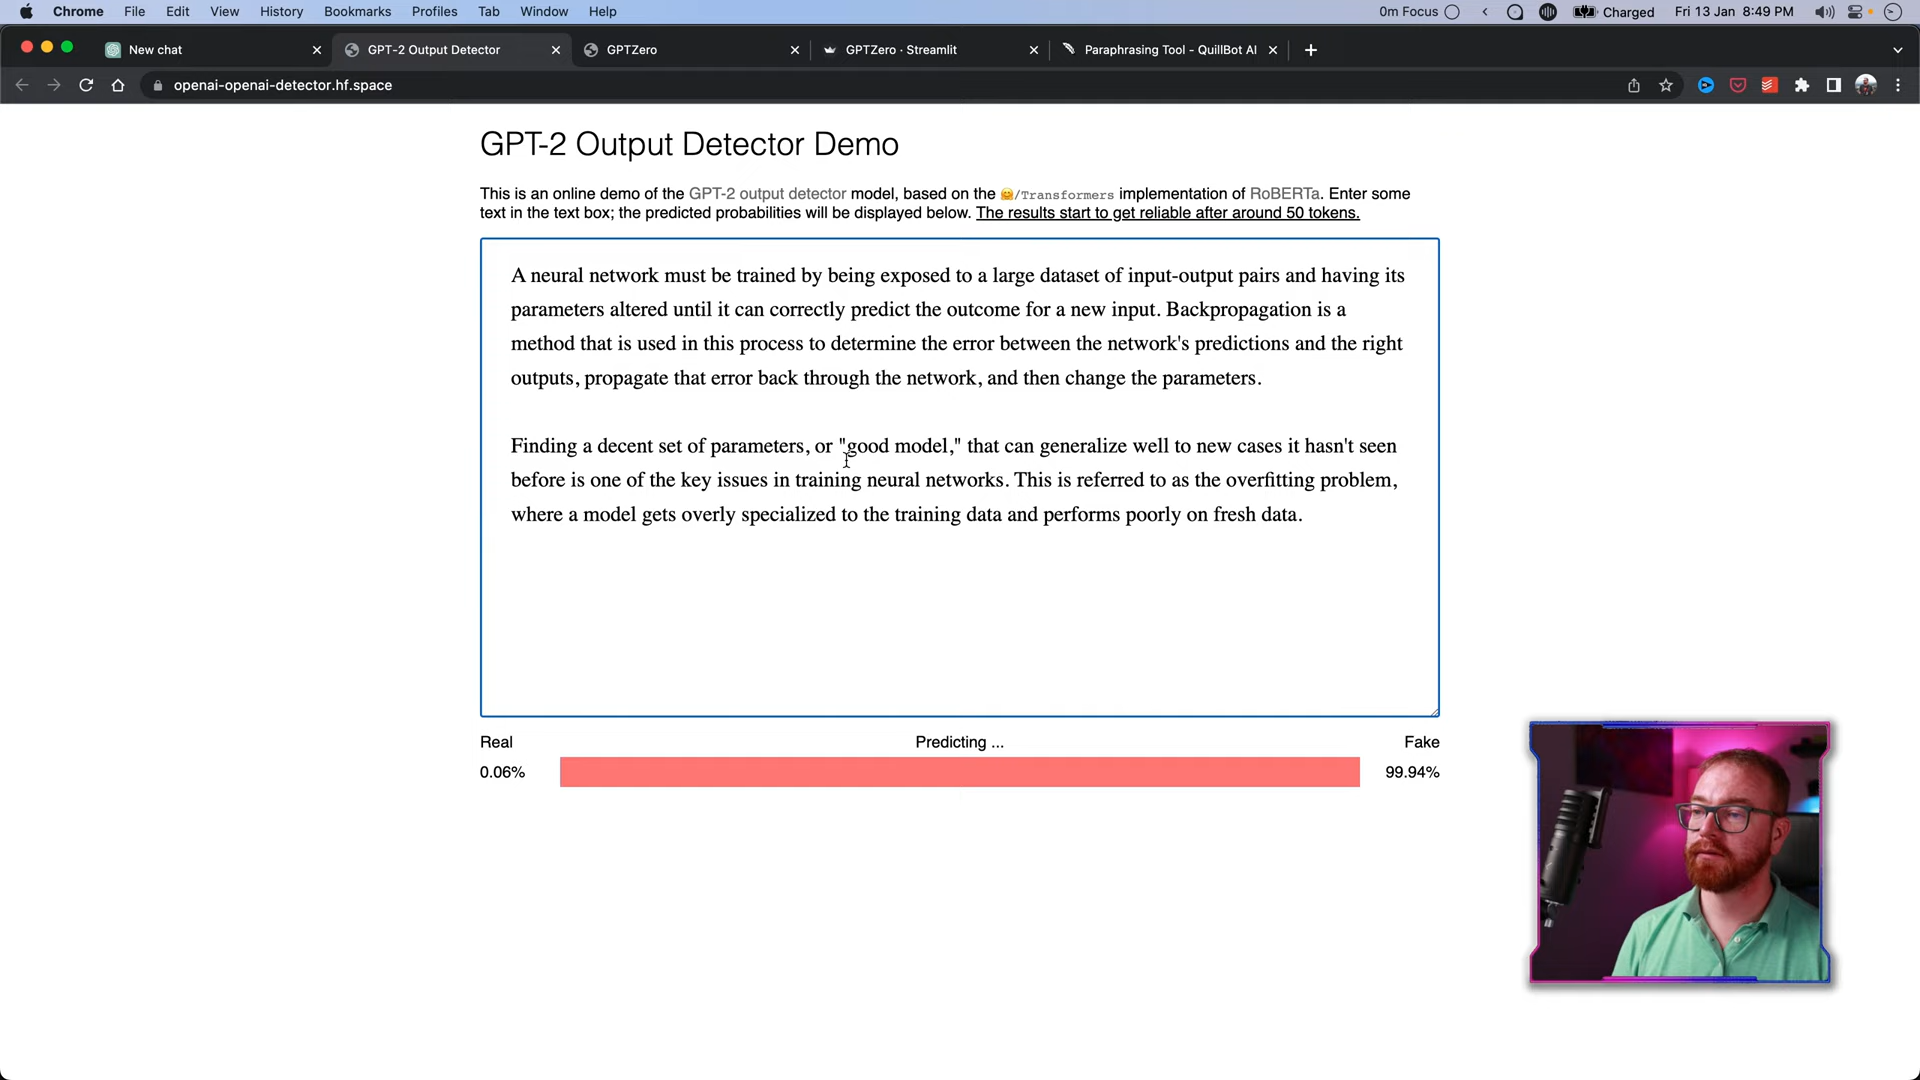 Chrome File Edit View History Bookmarks Profiles Tab Window Help 0m Focus Charged Fri 13 Jan 8:49 PM
New chat GPT-2 Output Detector GPTZero GPTZero · Streamlit Paraphrasing Tool - QuillBot AI
openai-openai-detector.hf.space
GPT-2 Output Detector Demo
This is an online demo of the GPT-2 output detector model, based on the 🤗/Transformers implementation of RoBERTa. Enter some
text in the text box; the predicted probabilities will be displayed below. The results start to get reliable after around 50 tokens.
A neural network must be trained by being exposed to a large dataset of input-output pairs and having its
parameters altered until it can correctly predict the outcome for a new input. Backpropagation is a
method that is used in this process to determine the error between the network's predictions and the right
outputs, propagate that error back through the network, and then change the parameters.
Finding a decent set of parameters, or "good model," that can generalize well to new cases it hasn't seen
before is one of the key issues in training neural networks. This is referred to as the overfitting problem,
where a model gets overly specialized to the training data and performs poorly on fresh data.
Real Predicting ... Fake
0.06% 99.94%